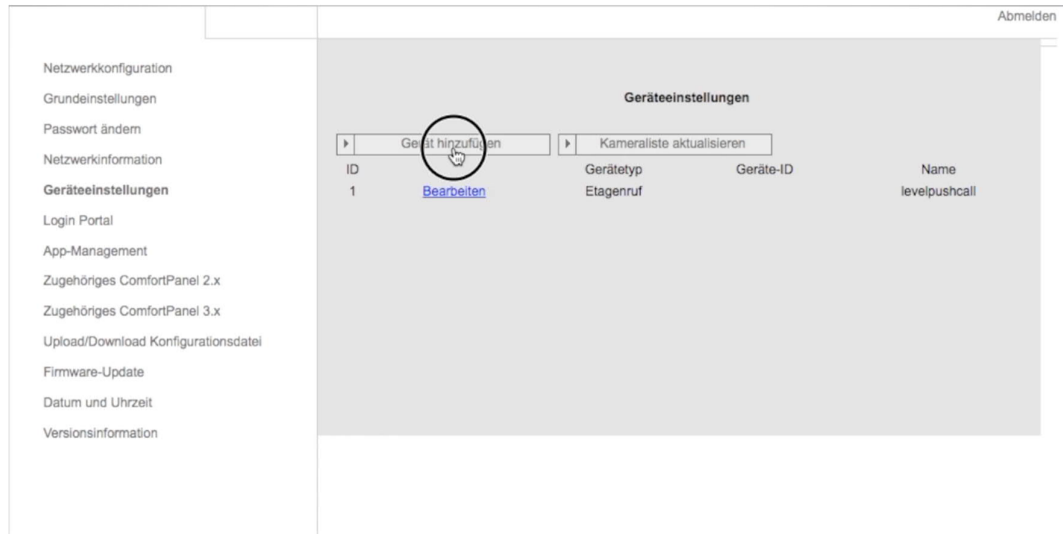 Abmelden
Netzwerkkonfiguration
Grundeinstellungen
Passwort ändern
Netzwerkinformation
Geräteeinstellungen
Login Portal
App-Management
Zugehöriges ComfortPanel 2.x
Zugehöriges ComfortPanel 3.x
Upload/Download Konfigurationsdatei
Firmware-Update
Datum und Uhrzeit
Versionsinformation
Geräteeinstellungen
Gerät hinzufügen Kameraliste aktualisieren
ID Gerätetyp Geräte-ID Name
1 Bearbeiten Etagenruf levelpushcall